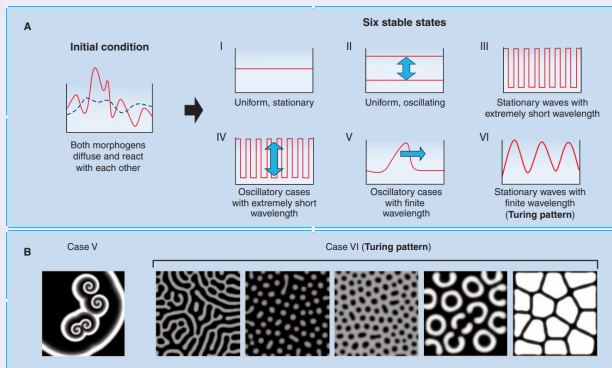 A
Six stable states
Initial condition
Both morphogens
diffuse and react
with each other
I
Uniform, stationary
II
Uniform, oscillating
III
Stationary waves with
extremely short wavelength
IV
Oscillatory cases
with extremely short
wavelength
V
Oscillatory cases
with finite
wavelength
VI
Stationary waves with
finite wavelength
(Turing pattern)
B
Case V
Case VI (Turing pattern)